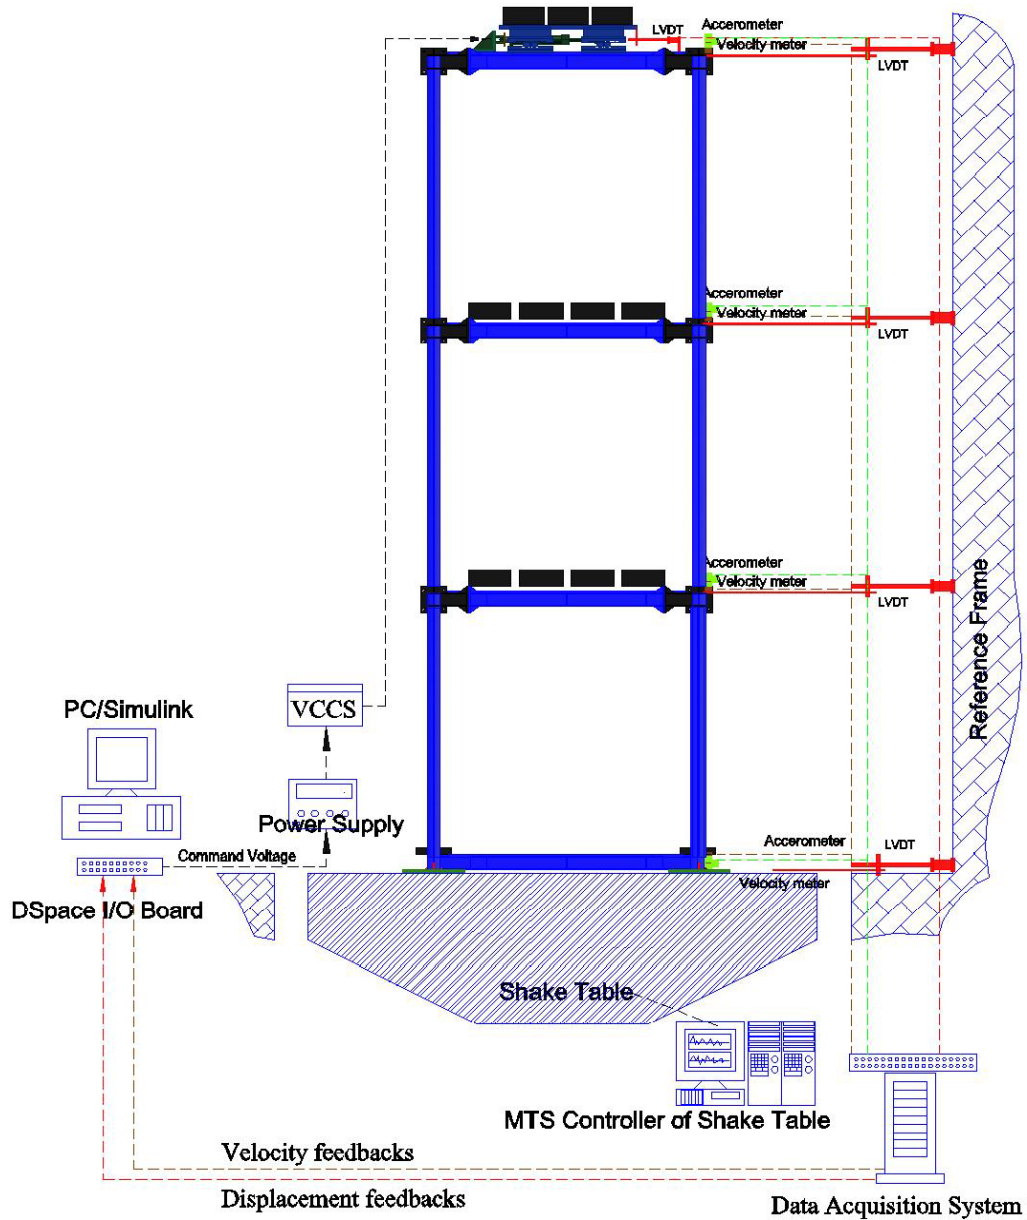 LVDT
Accerometer
Velocity meter
LVDT
Accerometer
Velocity meter
LVDT
Accerometer
Velocity meter
LVDT
Reference Frame
PC/Simulink
VCCS
Power Supply
Command Voltage
DSpace I/O Board
Accerometer
LVDT
Velocity meter
Shake Table
MTS Controller of Shake Table
Velocity feedbacks
Displacement feedbacks
Data Acquisition System